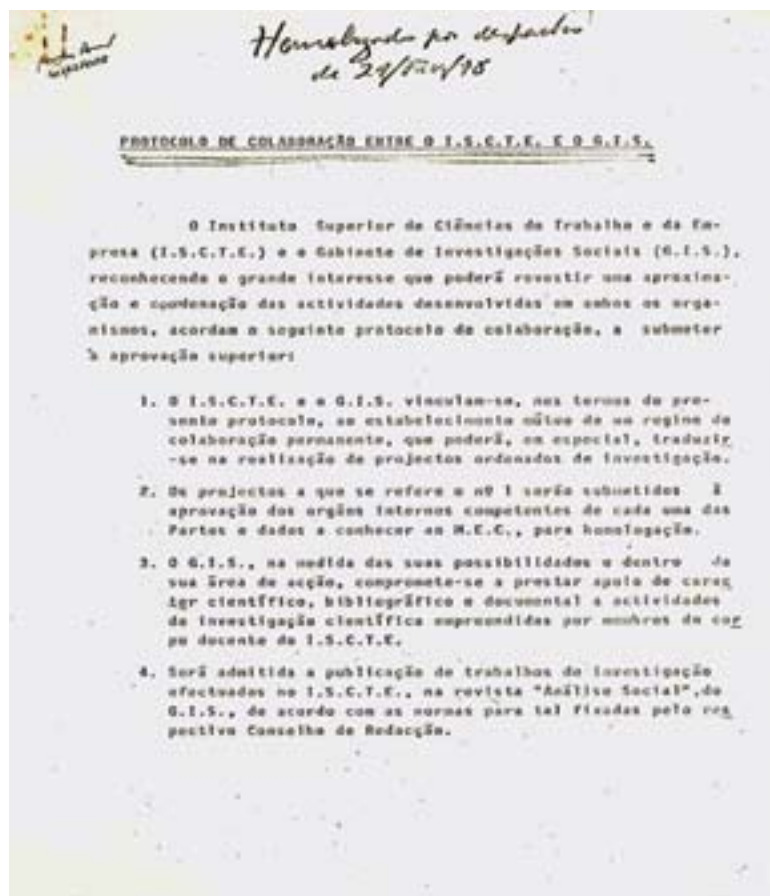 Homologado por despacho
de
PROTOCOLO DE COLABORAÇÃO ENTRE O I.S.C.T.E. E O G.I.S.
O Instituto Superior de Ciências do Trabalho e da Em-
presa (I.S.C.T.E.) e o Gabinete de Investigações Sociais (G.I.S.),
reconhecendo o grande interesse que poderá revestir uma aproxima-
ção e coordenação das actividades desenvolvidas em ambos os orga-
nismos, acordam o seguinte protocolo de colaboração, a submeter
à aprovação superior:
1. O I.S.C.T.E. e o G.I.S. vinculam-se, nos termos do pre-
sente protocolo, ao estabelecimento mútuo de um regime de
colaboração permanente, que poderá, em especial, traduzir
-se na realização de projectos ordenados de investigação.
2. Os projectos a que se refere o nº 1 serão submetidos à
aprovação dos orgãos internos competentes de cada uma das
Partes e dados a conhecer ao M.E.C., para homologação.
3. O G.I.S., na medida das suas possibilidades e dentro da
sua área de acção, compromete-se a prestar apoio de carac
ter científico, bibliográfico e documental a actividades
de investigação científica empreendidas por membros do cor
po docente do I.S.C.T.E.
4. Será admitida a publicação de trabalhos de investigação
efectuados no I.S.C.T.E., na revista "Análise Social", do
G.I.S., de acordo com as normas para tal fixadas pelo res
pectivo Conselho de Redacção.